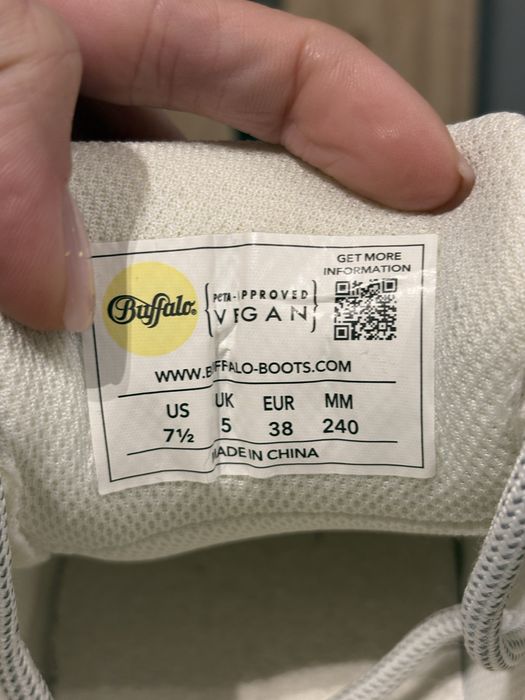 GET MORE
INFORMATION
Buffalo®
{PETA-APPROVED
VEGAN}
WWW.BUFFALO-BOOTS.COM
US UK EUR MM
7½ 5 38 240
MADE IN CHINA